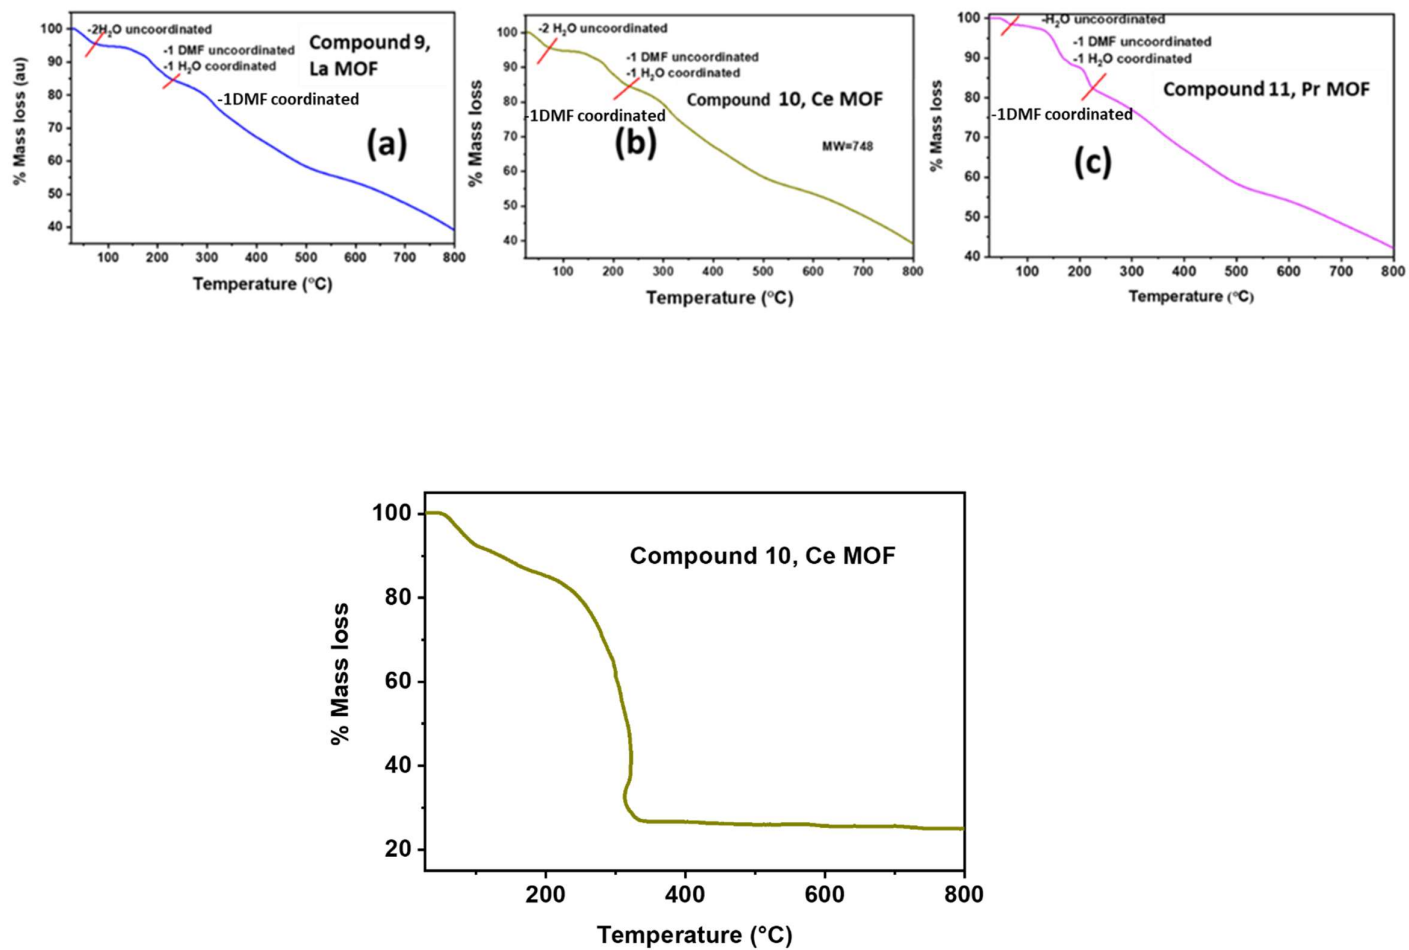 -2H₂O uncoordinated
-1 DMF uncoordinated
-1 H₂O coordinated
-1DMF coordinated
Compound 9,
La MOF
(a)
% Mass loss (au)
100
90
80
70
60
50
40
100 200 300 400 500 600 700 800
Temperature (°C)
-2 H₂O uncoordinated
-1 DMF uncoordinated
-1 H₂O coordinated
-1DMF coordinated
Compound 10, Ce MOF
(b)
MW=748
% Mass loss
100
90
80
70
60
50
40
100 200 300 400 500 600 700 800
Temperature (°C)
-H₂O uncoordinated
-1 DMF uncoordinated
-1 H₂O coordinated
-1DMF coordinated
Compound 11, Pr MOF
(c)
% Mass loss
100
90
80
70
60
50
40
100 200 300 400 500 600 700 800
Temperature (°C)
Compound 10, Ce MOF
% Mass loss
100
80
60
40
20
200 400 600 800
Temperature (°C)